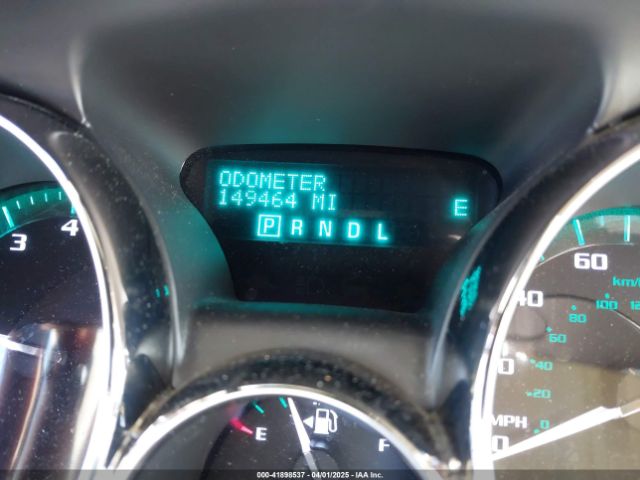 ODOMETER
149464 MI
E
P R N D L
3 4
40 60
km/h
100
80
60
40
20
0
MPH
0
E
F
000-41898537 - 04/01/2025 - IAA Inc.